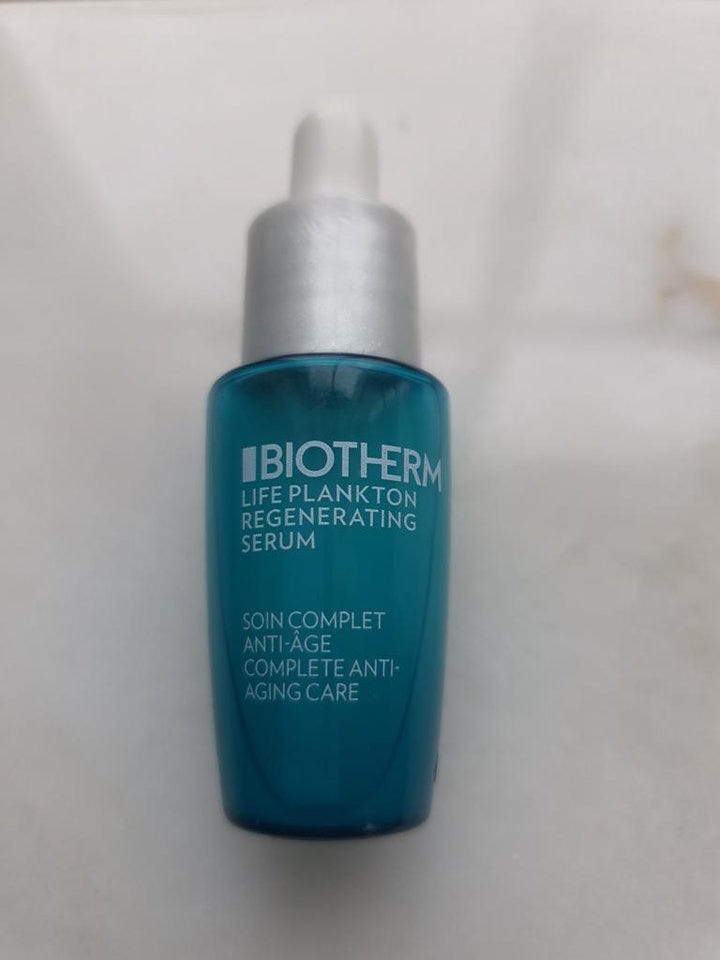 BIOTHERM
LIFE PLANKTON
REGENERATING
SERUM
SOIN COMPLET
ANTI-ÂGE
COMPLETE ANTI-
AGING CARE